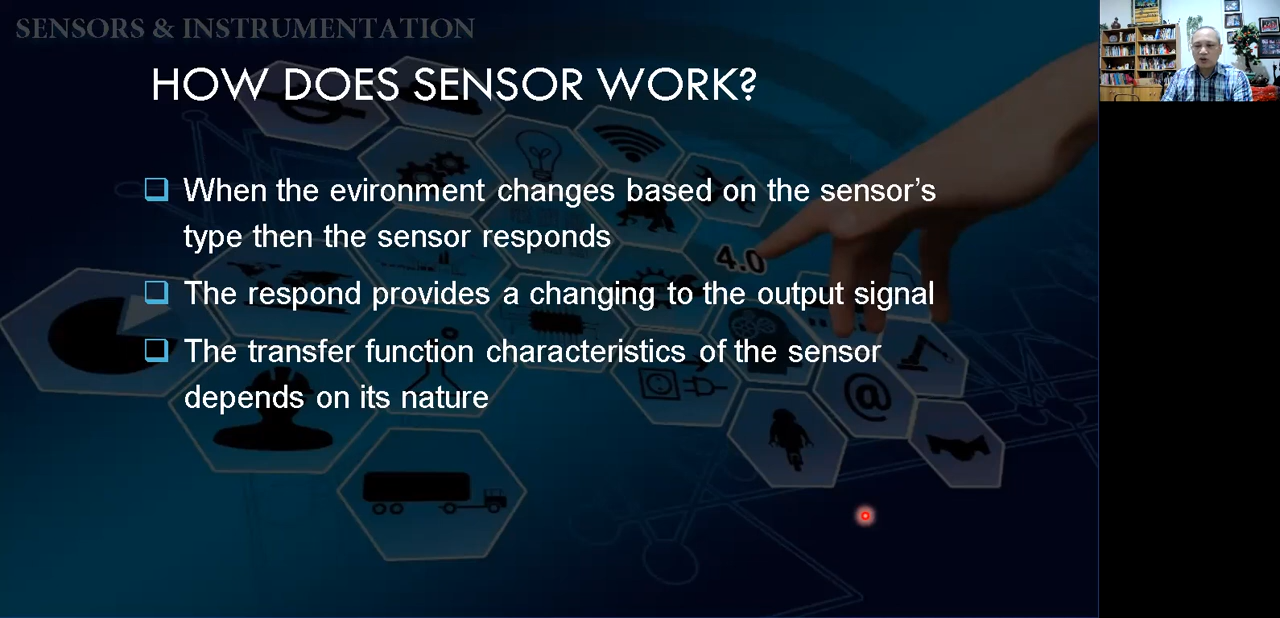 SENSORS & INSTRUMENTATION
HOW DOES SENSOR WORK?
When the evironment changes based on the sensor’s
type then the sensor responds
4.0
The respond provides a changing to the output signal
The transfer function characteristics of the sensor
depends on its nature
@